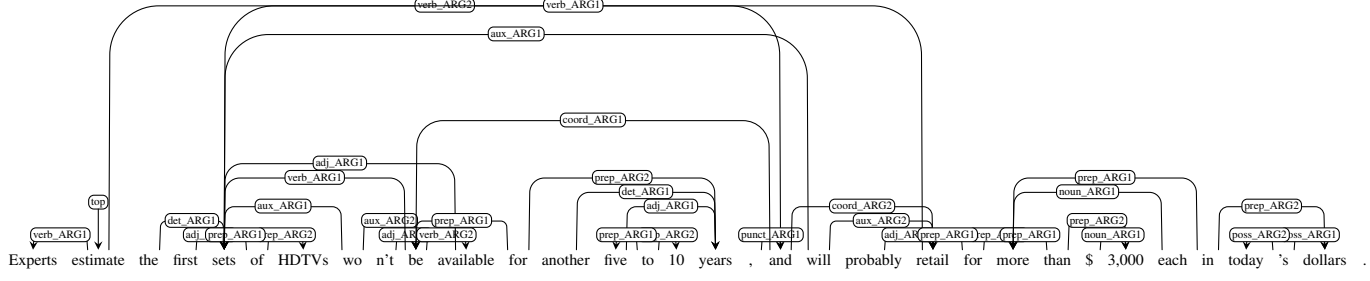 verb_ARG2 verb_ARG1
aux_ARG1
coord_ARG1
adj_ARG1
verb_ARG1 prep_ARG2 prep_ARG1
det_ARG1 noun_ARG1
top aux_ARG1 adj_ARG1 coord_ARG2 prep_ARG2
det_ARG1 aux_ARG2 prep_ARG1 aux_ARG2 prep_ARG2
verb_ARG1 prep_ARG1 verb_ARG2 prep_ARG1 punct_ARG1 prep_ARG1 prep_ARG1 noun_ARG1 poss_ARG2
Experts estimate the first sets of HDTVs wo n't be available for another five to 10 years , and will probably retail for more than $ 3,000 each in today 's dollars .